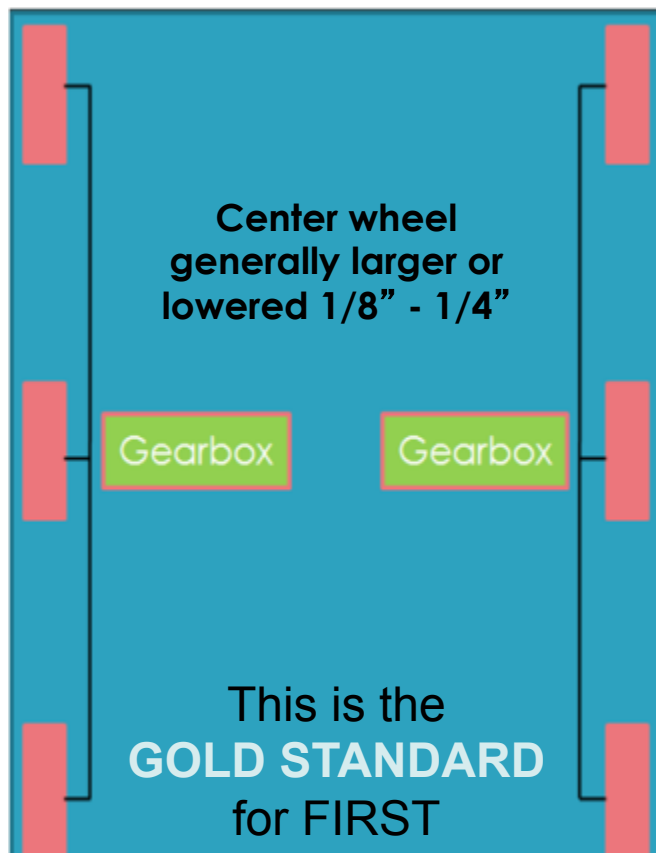 Center wheel
generally larger or
lowered 1/8” - 1/4”
Gearbox
Gearbox
This is the
GOLD STANDARD
for FIRST